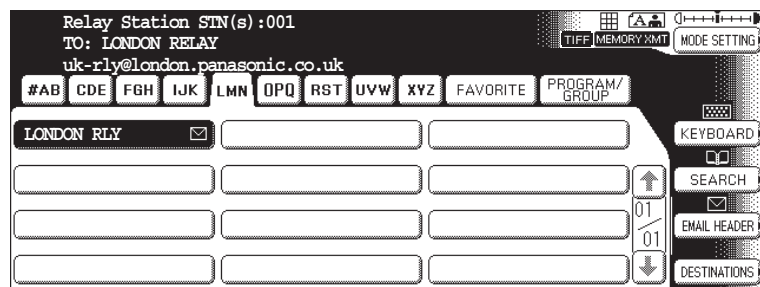 Relay Station STN(s):001
TO: LONDON RELAY
uk-rly@london.panasonic.co.uk
TIFF MEMORY XMT MODE SETTING
#AB CDE FGH IJK LMN OPQ RST UVW XYZ FAVORITE PROGRAM/
GROUP
LONDON RLY
KEYBOARD
SEARCH
01
01
EMAIL HEADER
DESTINATIONS